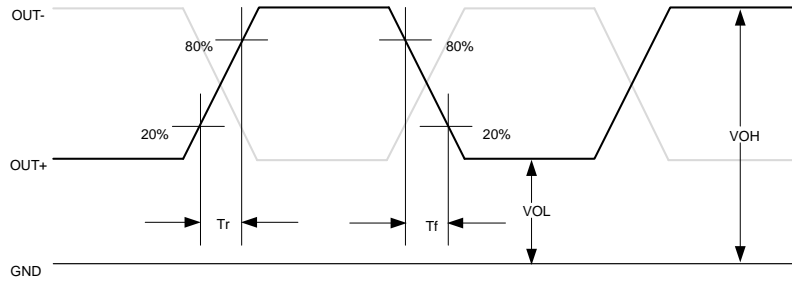 OUT-
80%
80%
20%
20%
VOH
OUT+
VOL
Tr
Tf
GND